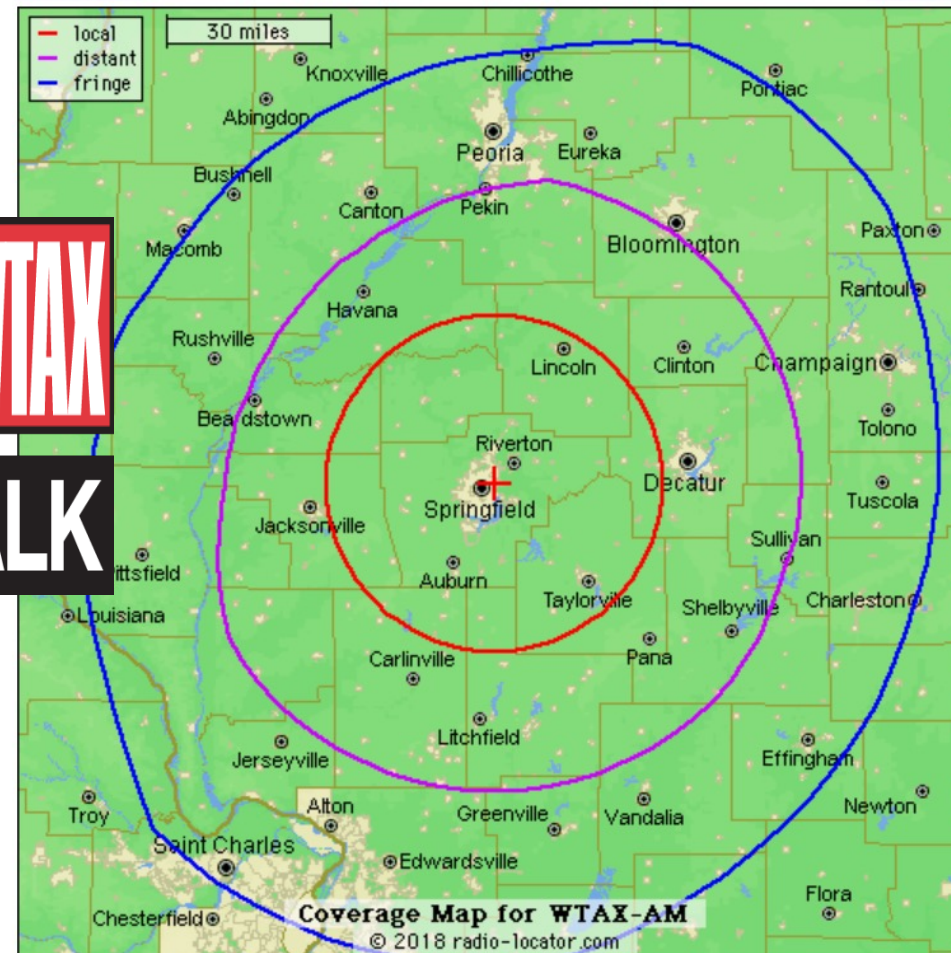 local
distant
fringe
30 miles
Knoxville
Chillicothe
Pontiac
Abingdon
Peoria
Eureka
Bushnell
Canton
Pekin
Macomb
Bloomington
Paxton
Havana
Rantoul
Rushville
Lincoln
Clinton
Champaign
Beardstown
Tolono
Riverton
Springfield
Decatur
Jacksonville
Tuscola
Sullivan
ittsfield
Auburn
Taylorville
Shelbyville
Charleston
Louisiana
Pana
Carlinville
Litchfield
Jerseyville
Effingham
Troy
Alton
Greenville
Vandalia
Newton
Saint Charles
Edwardsville
Flora
Chesterfield
WTAX
ALK
Coverage Map for WTAX-AM
© 2018 radio-locator.com